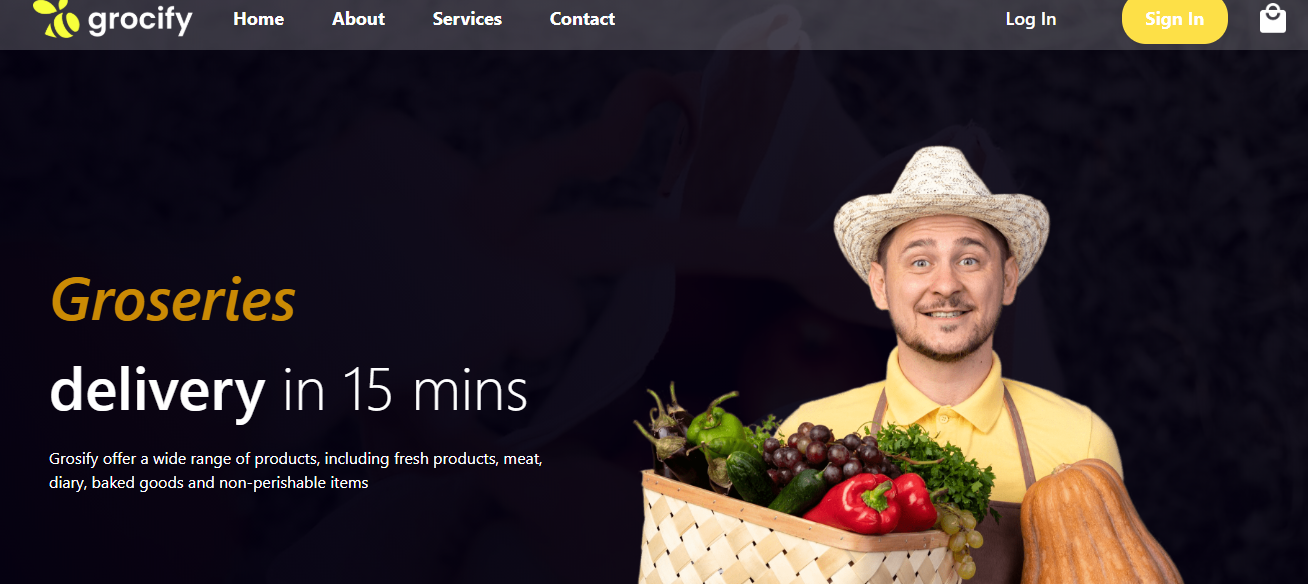 grocify
Home About Services Contact
Log In
Sign In
Groseries
delivery in 15 mins
Grosify offer a wide range of products, including fresh products, meat,
diary, baked goods and non-perishable items